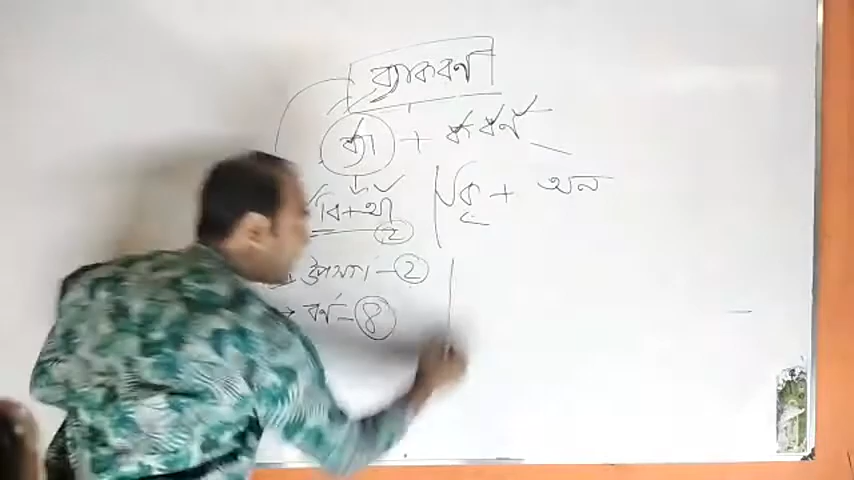 ব্যাকরণ
ব্যা + করণ
বি+আ √কৃ + অন
২
উপসর্গ - ২
→ বর্ণ - ৪